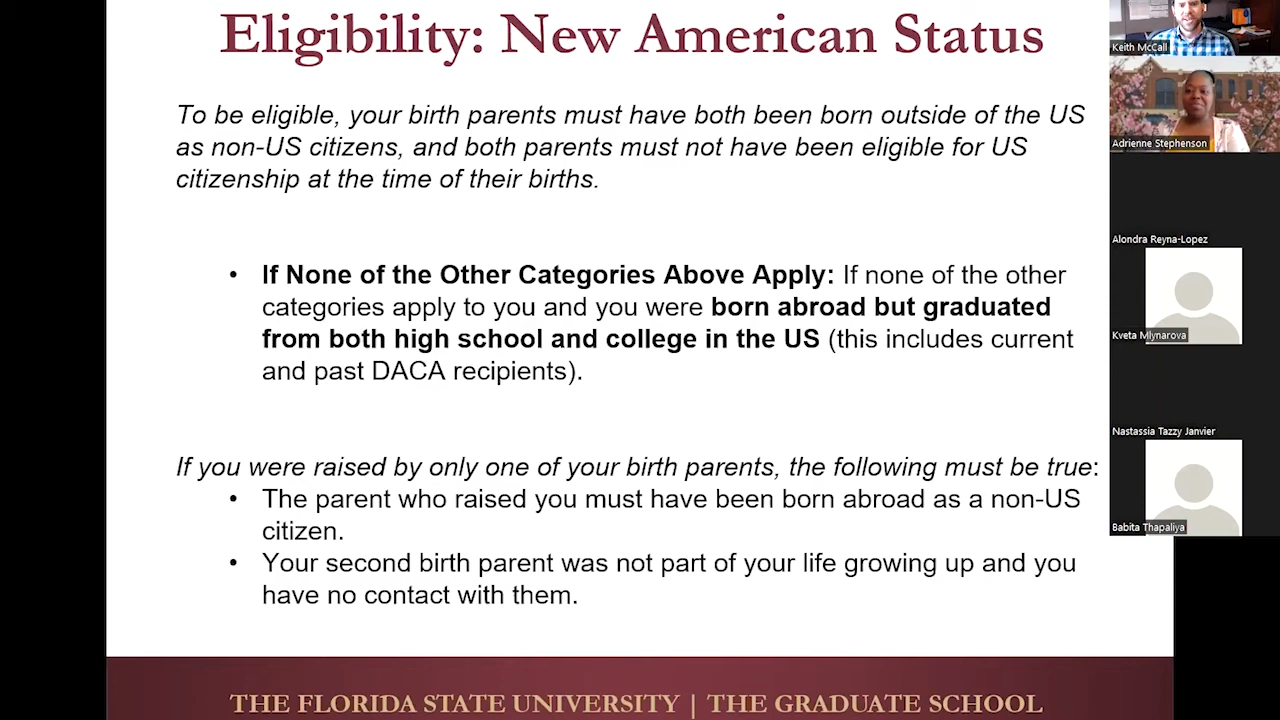 Eligibility: New American Status
To be eligible, your birth parents must have both been born outside of the US
as non-US citizens, and both parents must not have been eligible for US
citizenship at the time of their births.
• If None of the Other Categories Above Apply: If none of the other
categories apply to you and you were born abroad but graduated
from both high school and college in the US (this includes current
and past DACA recipients).
If you were raised by only one of your birth parents, the following must be true:
• The parent who raised you must have been born abroad as a non-US
citizen.
• Your second birth parent was not part of your life growing up and you
have no contact with them.
THE FLORIDA STATE UNIVERSITY | THE GRADUATE SCHOOL
Keith McCall
Adrienne Stephenson
Alondra Reyna-Lopez
Kveta Mlynarova
Nastassia Tazzy Janvier
Babita Thapaliya